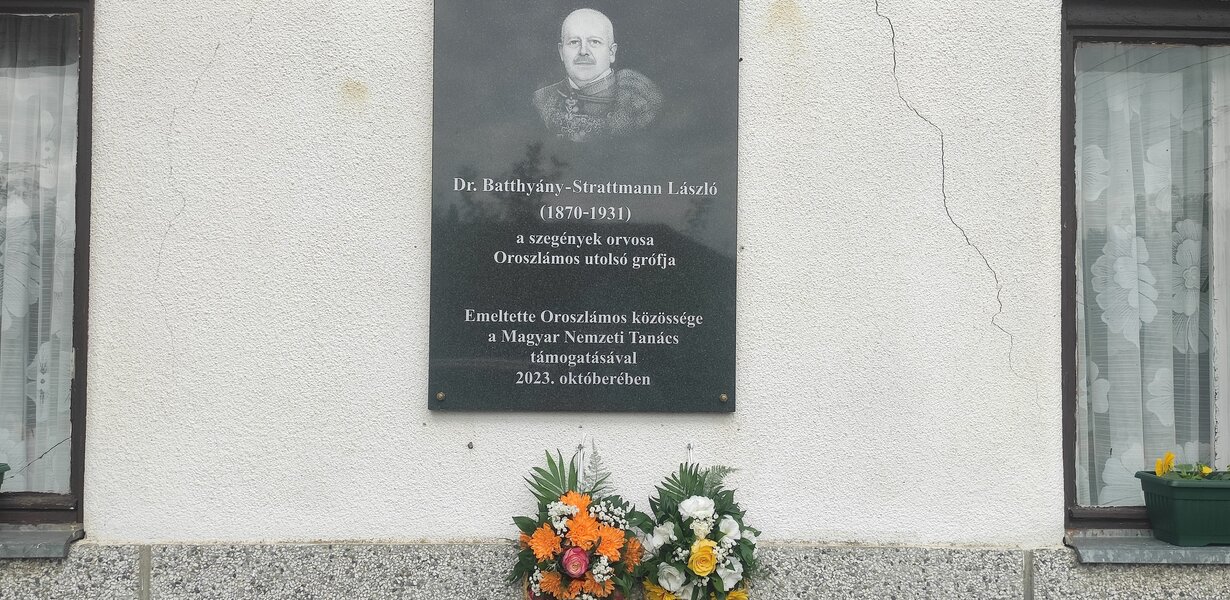 Dr. Batthyány-Strattmann László
(1870-1931)
a szegények orvosa
Oroszlámos utolsó grófja
Emeltette Oroszlámos közössége
a Magyar Nemzeti Tanács
támogatásával
2023. októberében